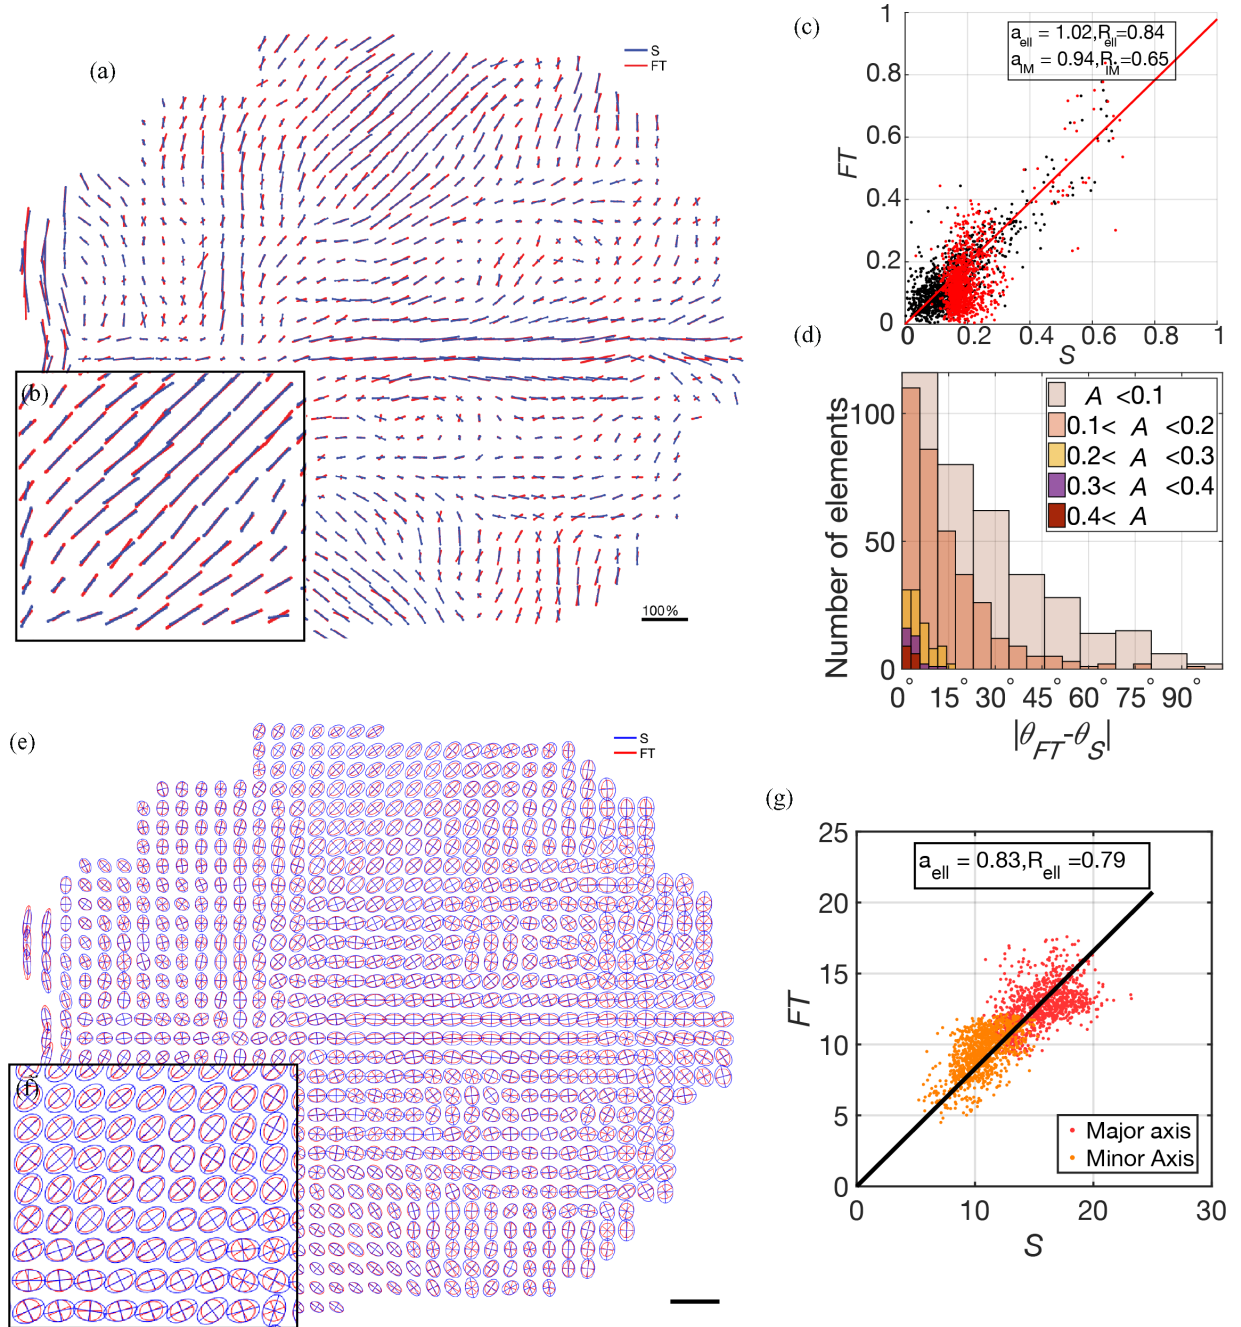 (a)
S
FT
(b)
100%
(c)
a_ell = 1.02,R_ell=0.84
a_IM = 0.94,R_IM=0.65
1
0.8
0.6
0.4
0.2
0
FT
0 0.2 0.4 0.6 0.8 1
S
(d)
A <0.1
0.1< A <0.2
0.2< A <0.3
0.3< A <0.4
0.4< A
100
50
0
Number of elements
0° 15° 30° 45° 60° 75° 90°
|θ_FT-θ_S|
(e)
S
FT
(f)
(g)
a_ell = 0.83,R_ell =0.79
25
20
15
10
5
0
FT
Major axis
Minor Axis
0 10 20 30
S